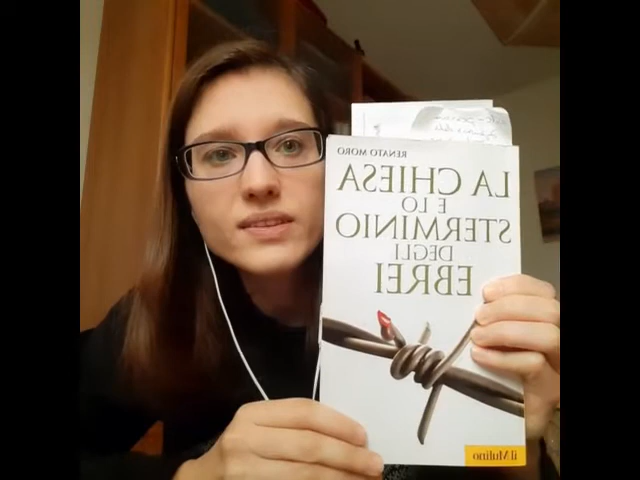 RENATO MORO
LA CHIESA
E LO
STERMINIO
DEGLI
EBREI
il Mulino